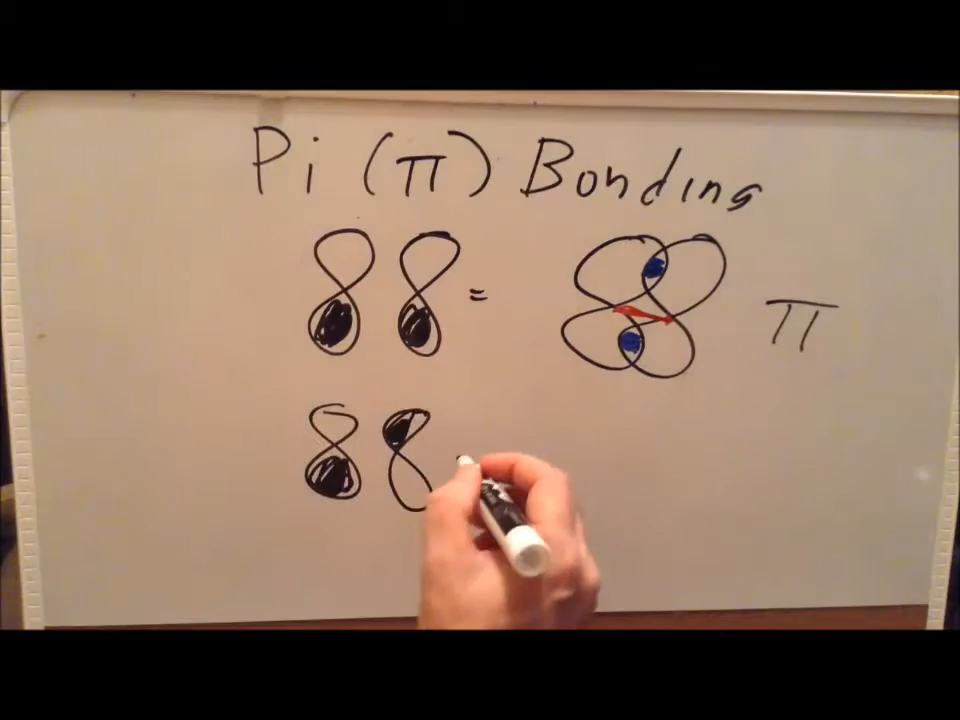 Pi (π) Bonding
= π